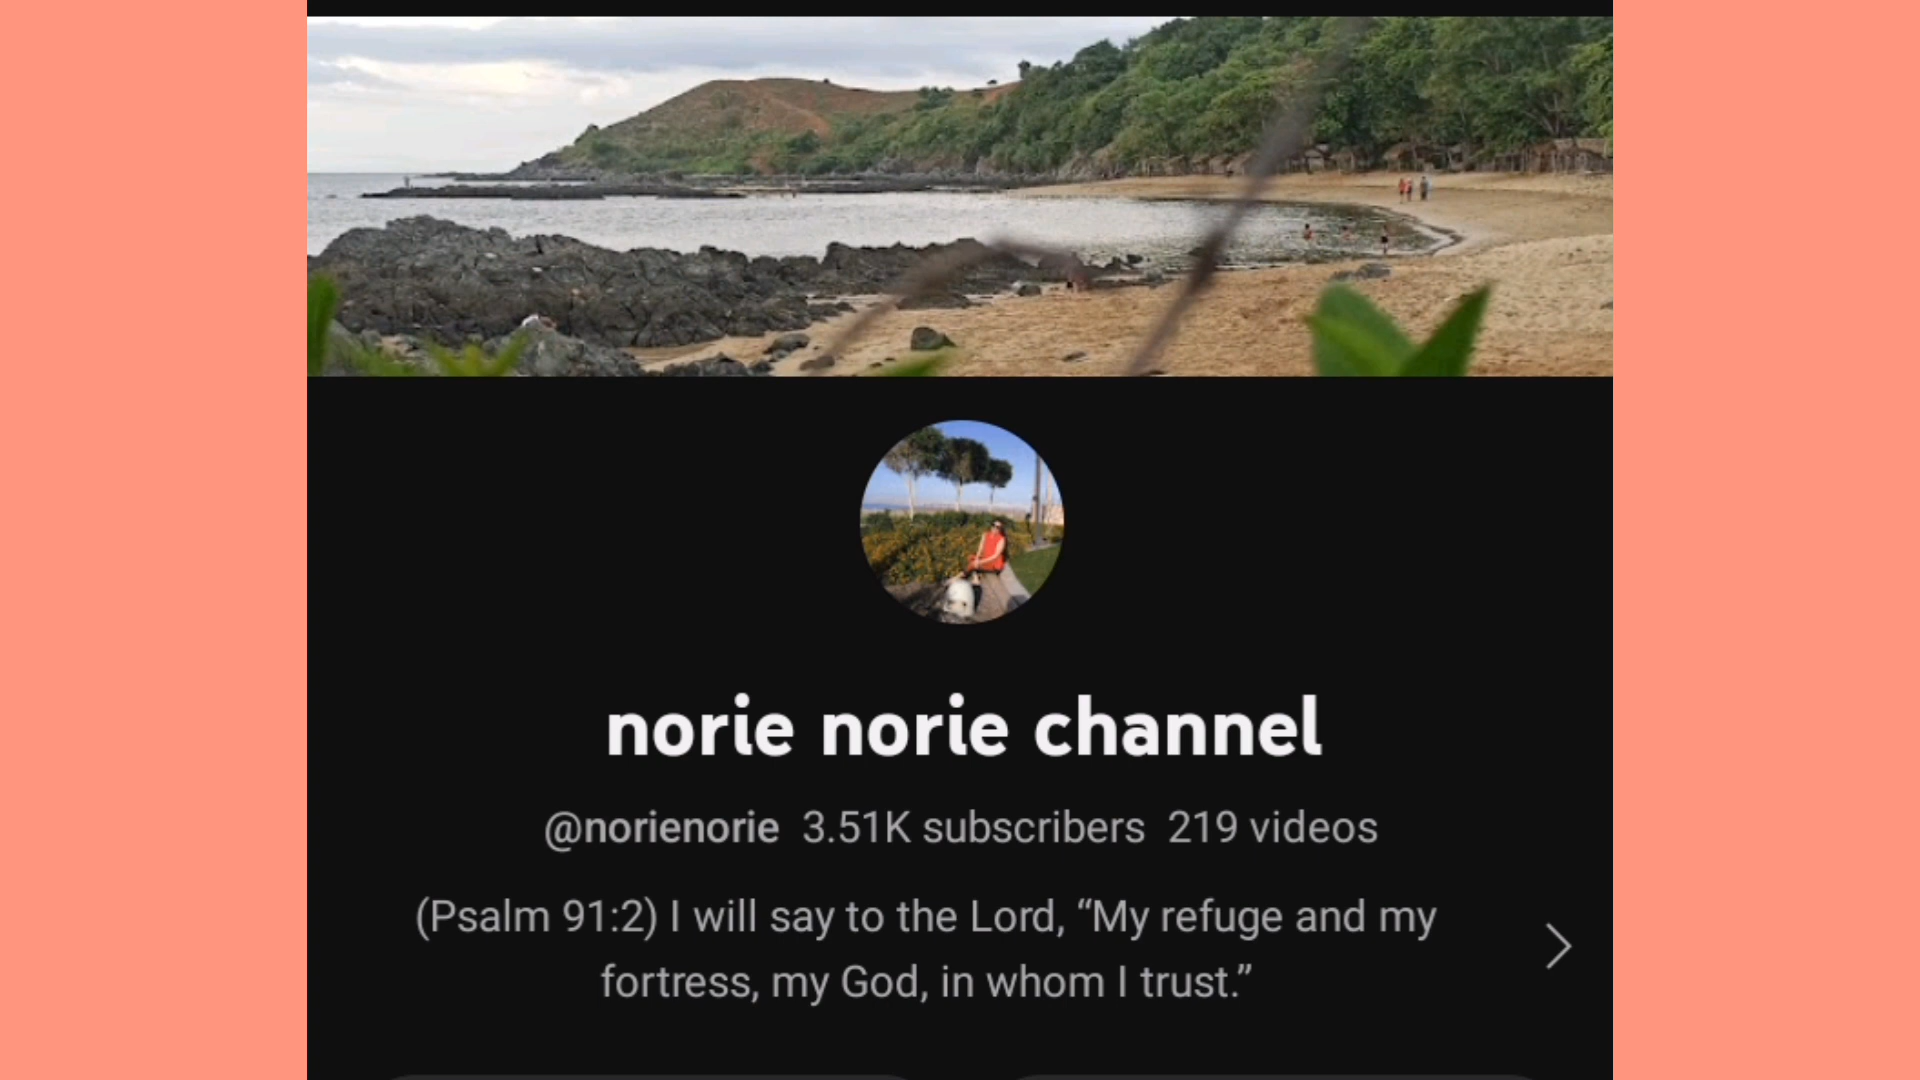 norie norie channel
@norienorie 3.51K subscribers 219 videos
(Psalm 91:2) I will say to the Lord, “My refuge and my
fortress, my God, in whom I trust.”